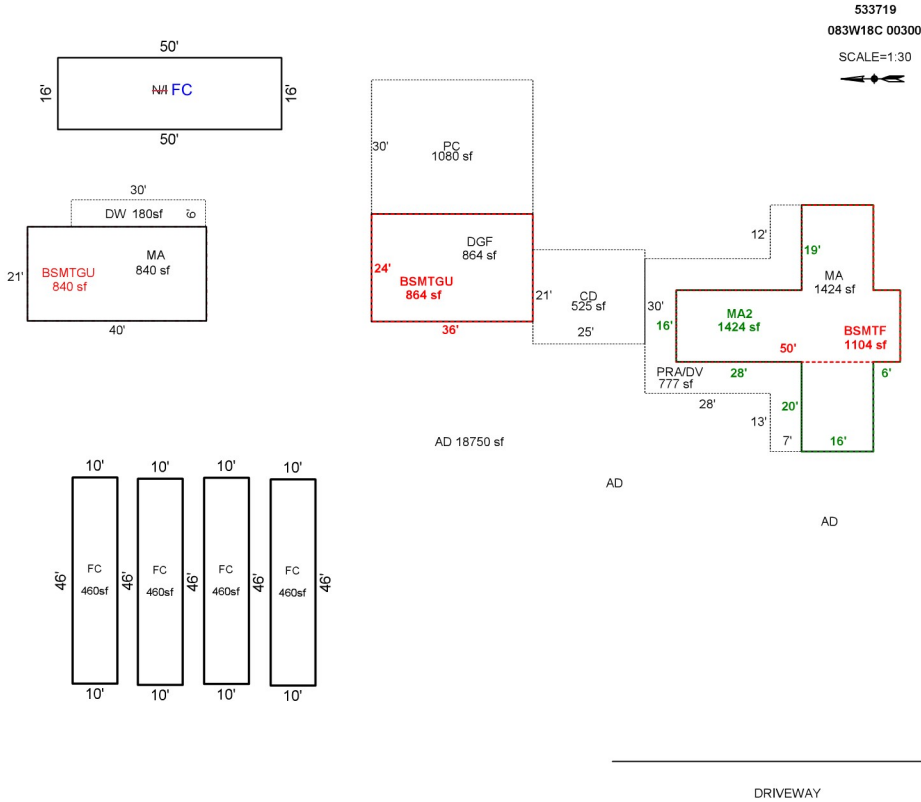 533719
083W18C 00300
SCALE=1:30
50'
16'
N/I FC
16'
50'
30'
DW 180sf
6'
21'
BSMTGU
840 sf
MA
840 sf
40'
30'
PC
1080 sf
24'
DGF
864 sf
BSMTGU
864 sf
36'
21'
CD
525 sf
25'
30'
12'
19'
MA
1424 sf
16'
MA2
1424 sf
BSMTF
1104 sf
50'
28'
6'
PRA/DV
777 sf
28'
20'
13'
7'
16'
AD 18750 sf
AD
AD
10'
10'
10'
10'
46'
FC
460sf
46'
FC
460sf
46'
FC
460sf
46'
FC
460sf
46'
10'
10'
10'
10'
DRIVEWAY